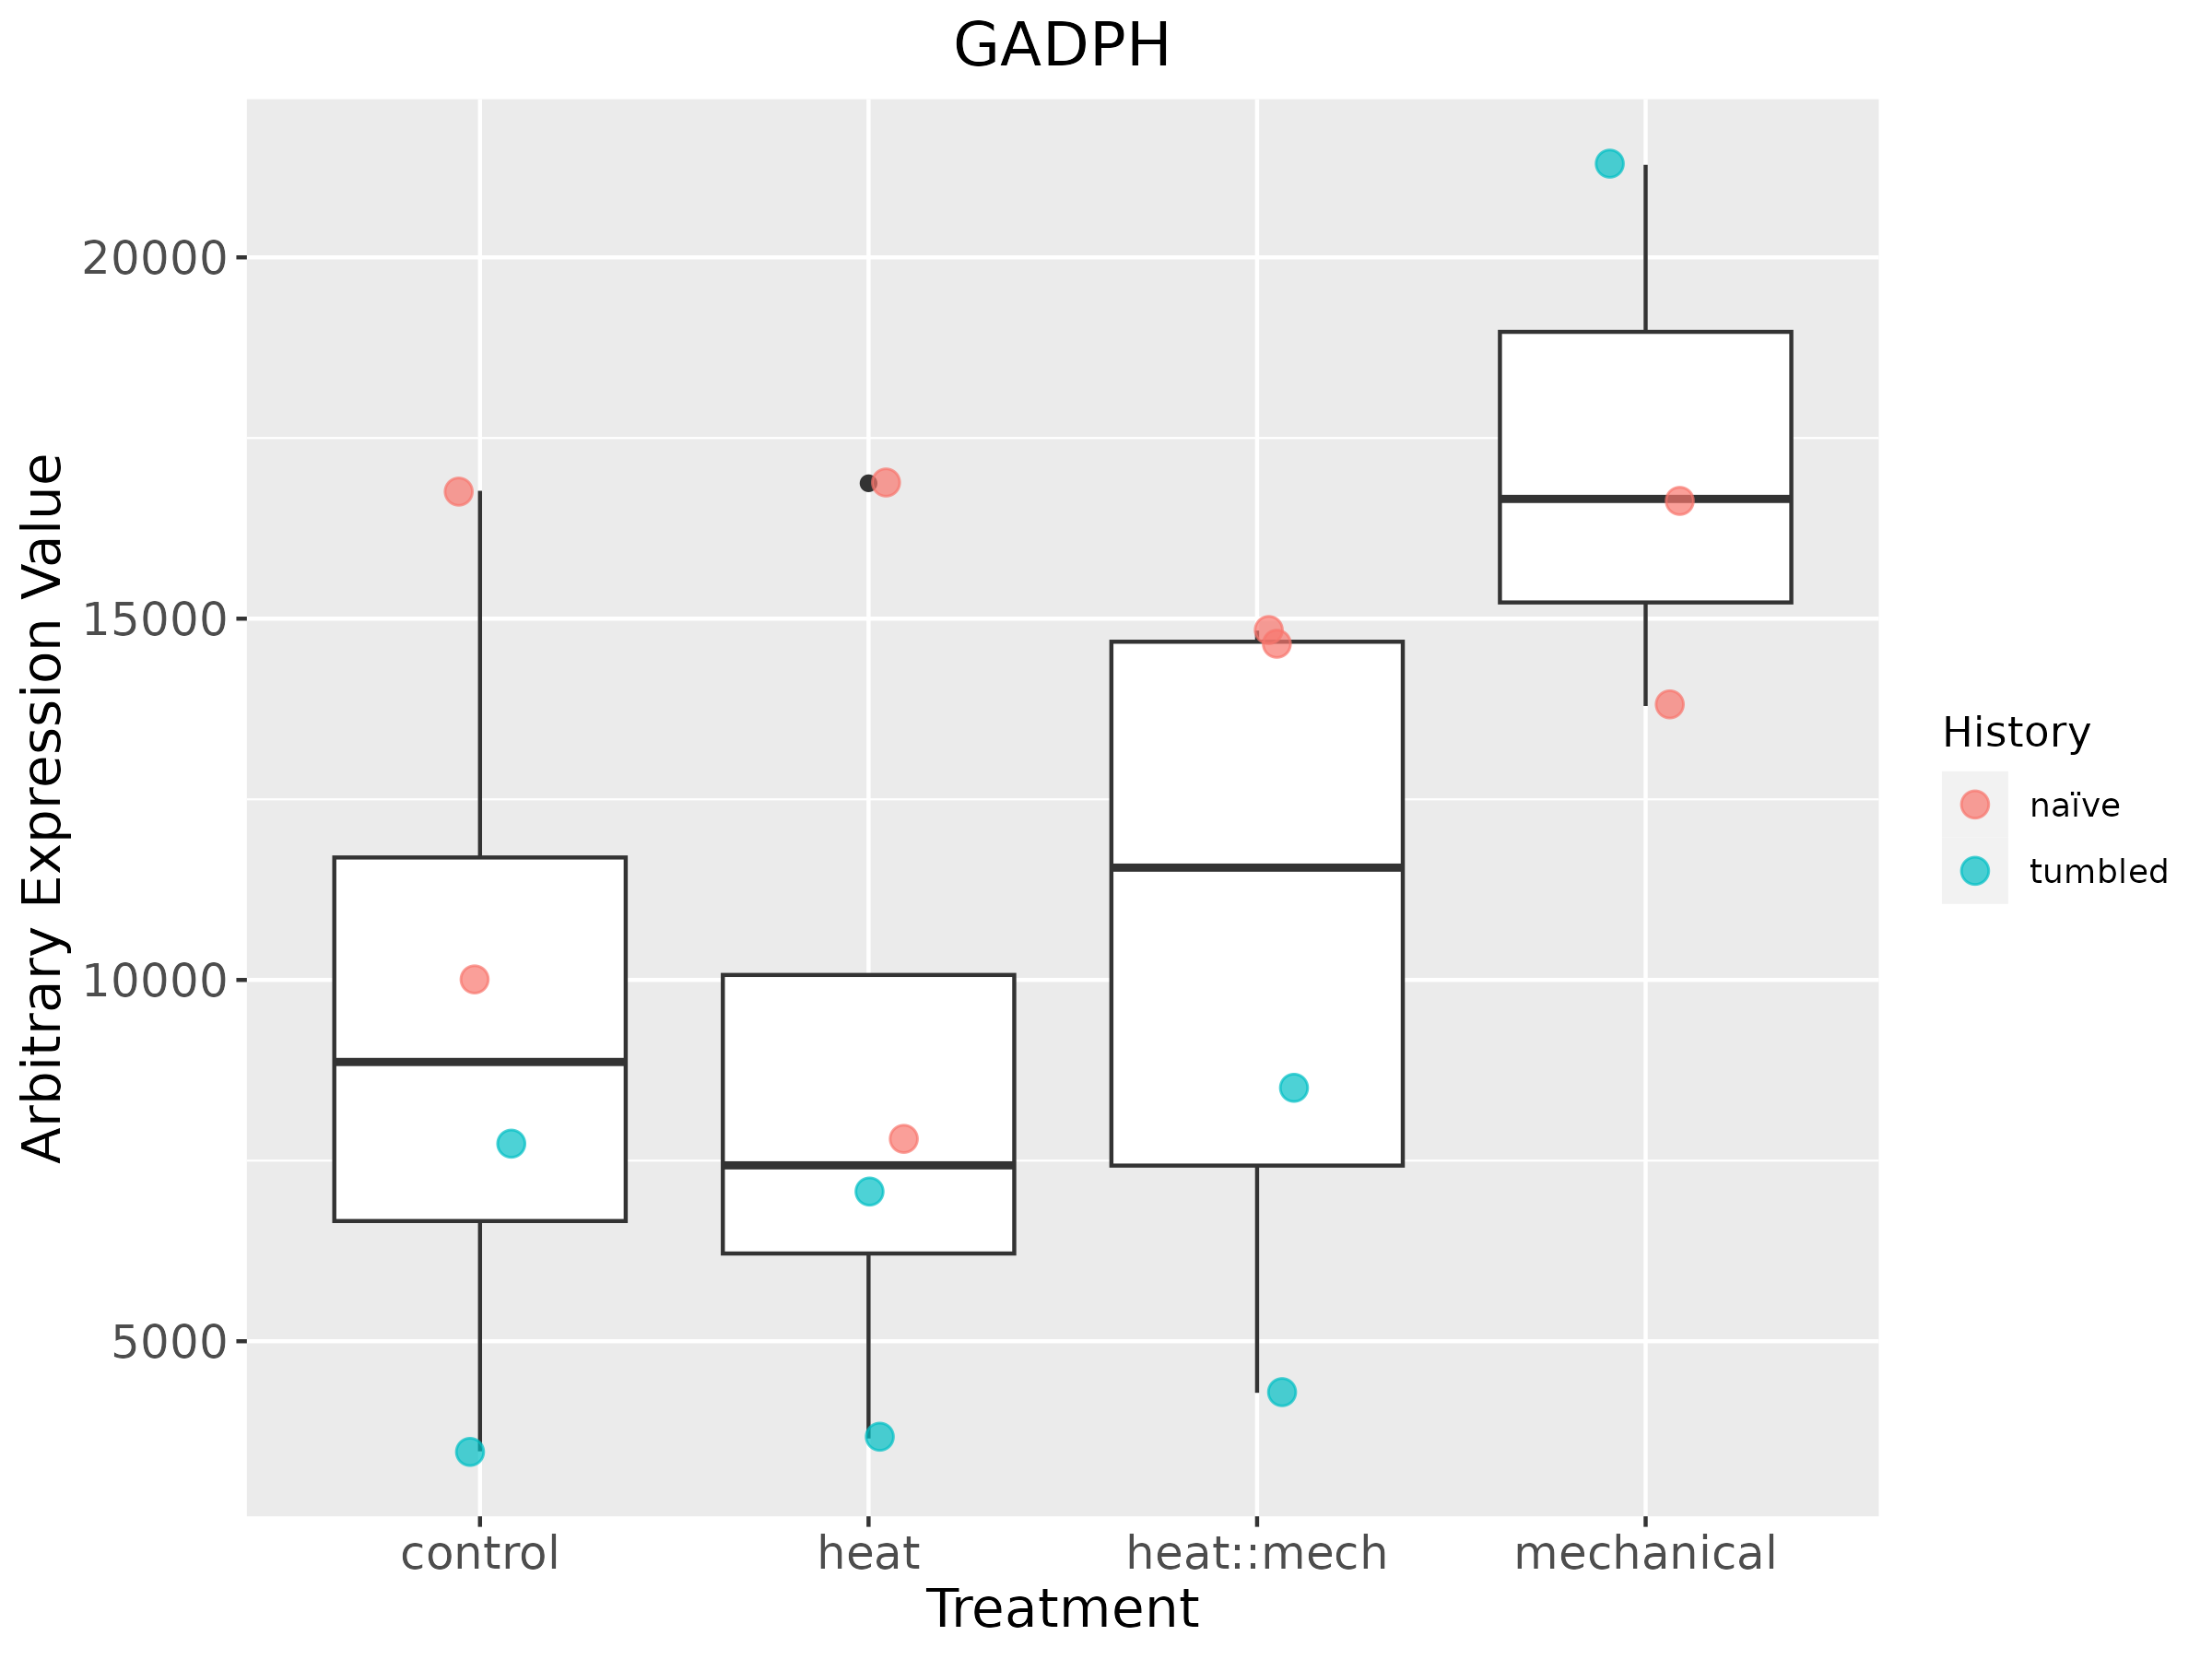 GADPH
Arbitrary Expression Value
20000
15000
10000
5000
control
heat
heat::mech
mechanical
Treatment
History
naïve
tumbled